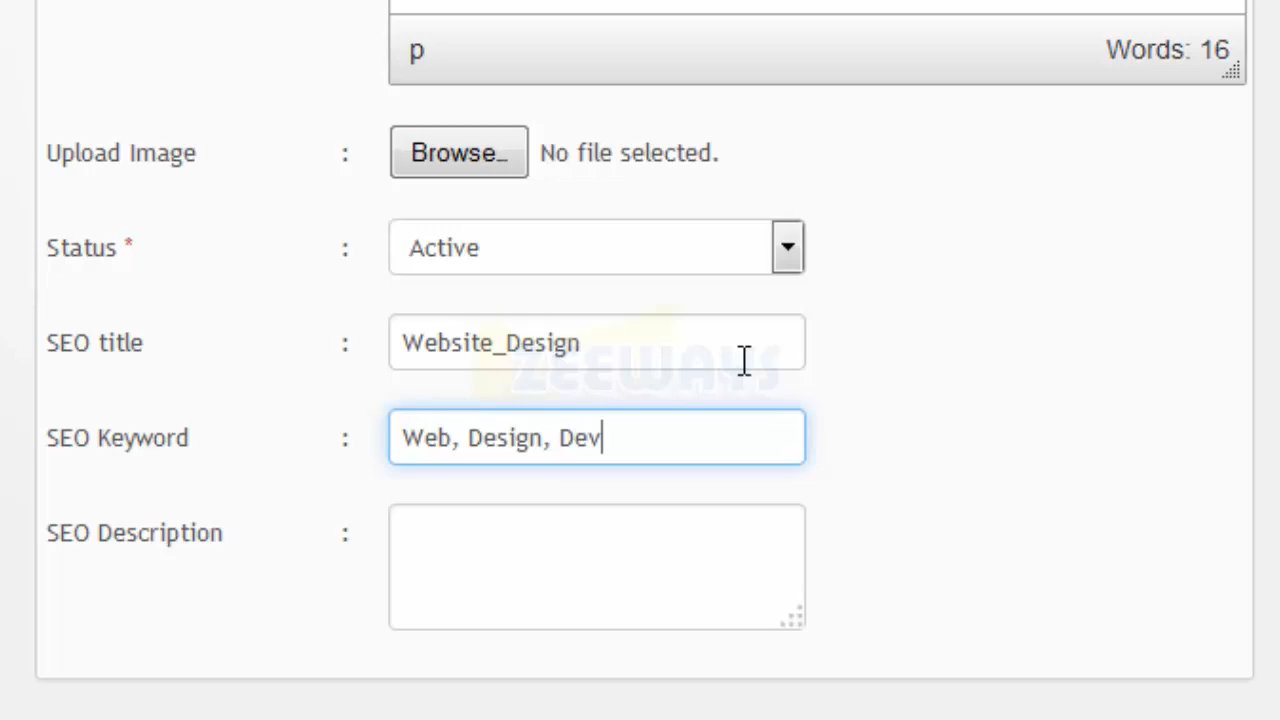 p Words: 16
Upload Image : Browse… No file selected.
Status * : Active
SEO title : Website_Design
ZEEWAYS
SEO Keyword : Web, Design, Dev
SEO Description :